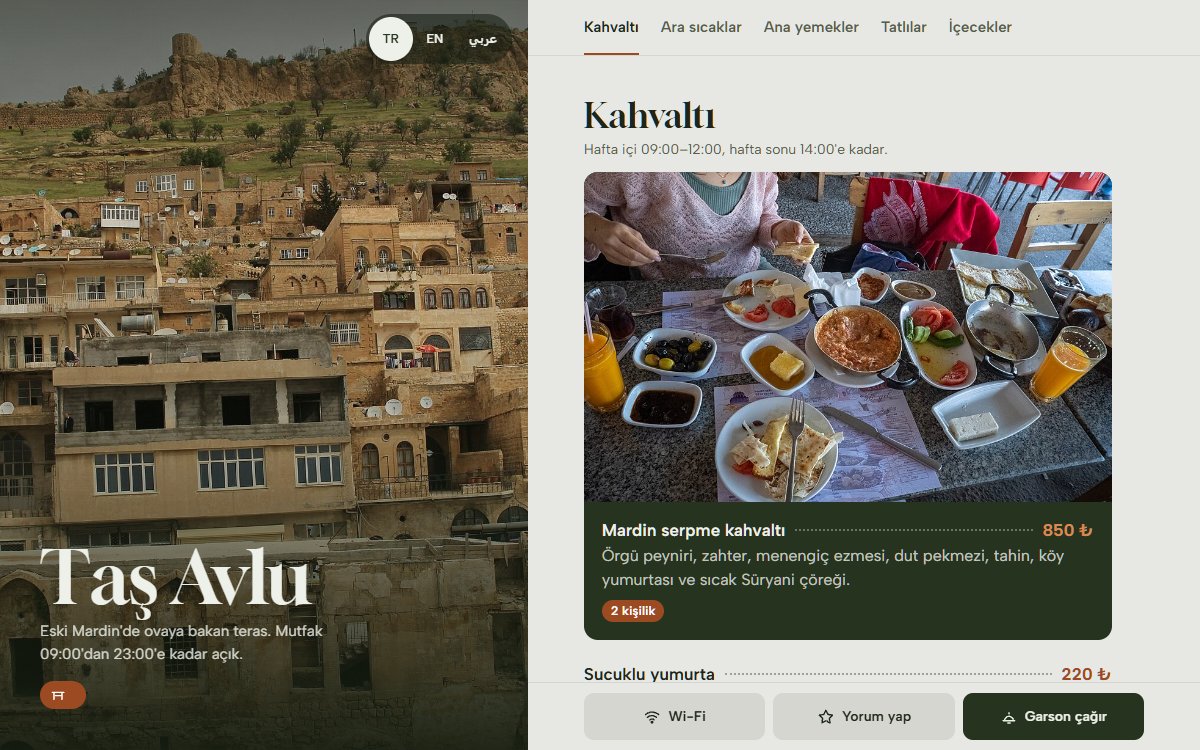 TR
EN
عربي
Taş Avlu
Eski Mardin'de ovaya bakan teras. Mutfak
09:00'dan 23:00'e kadar açık.
Kahvaltı
Ara sıcaklar
Ana yemekler
Tatlılar
İçecekler
Kahvaltı
Hafta içi 09:00–12:00, hafta sonu 14:00'e kadar.
Mardin serpme kahvaltı 850 ₺
Örgü peyniri, zahter, menengiç ezmesi, dut pekmezi, tahin, köy
yumurtası ve sıcak Süryani çöreği.
2 kişilik
Sucuklu yumurta 220 ₺
Wi-Fi
Yorum yap
Garson çağır